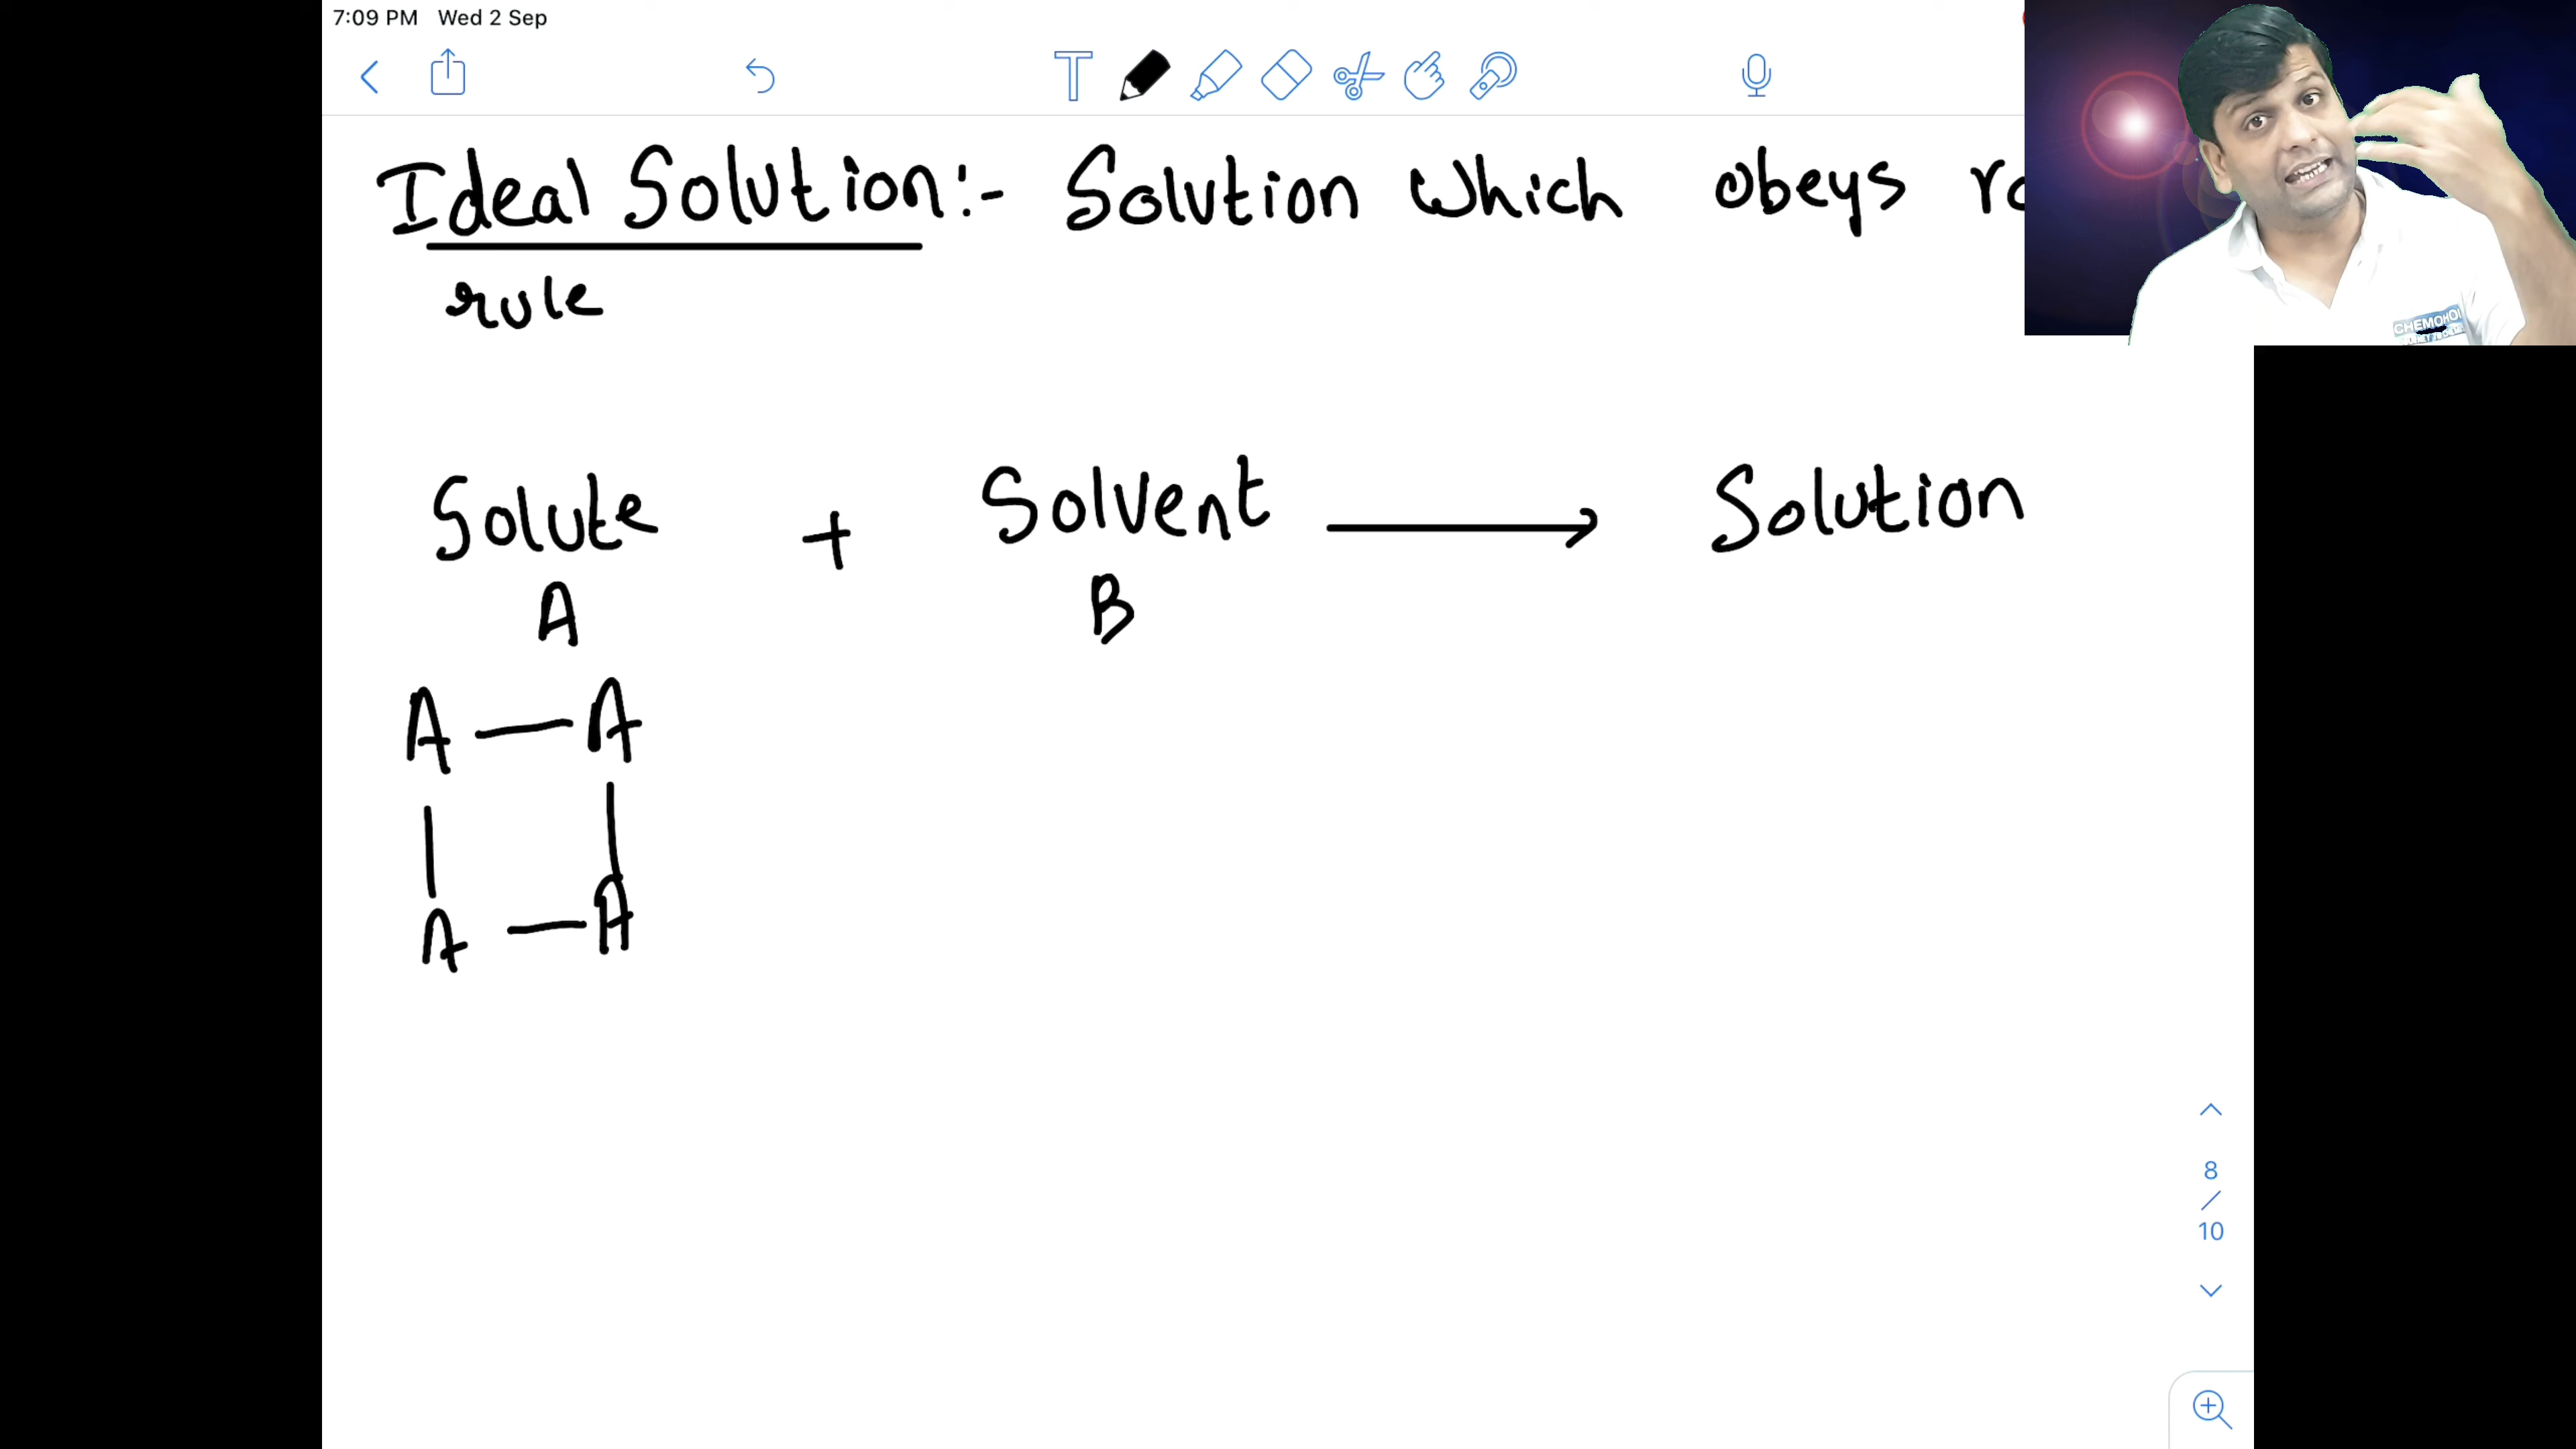 7:09 PM Wed 2 Sep
Ideal Solution:- Solution which obeys
rule
Solute + Solvent ⟶ Solution
A B
A — A
| |
A — A
8
/
10